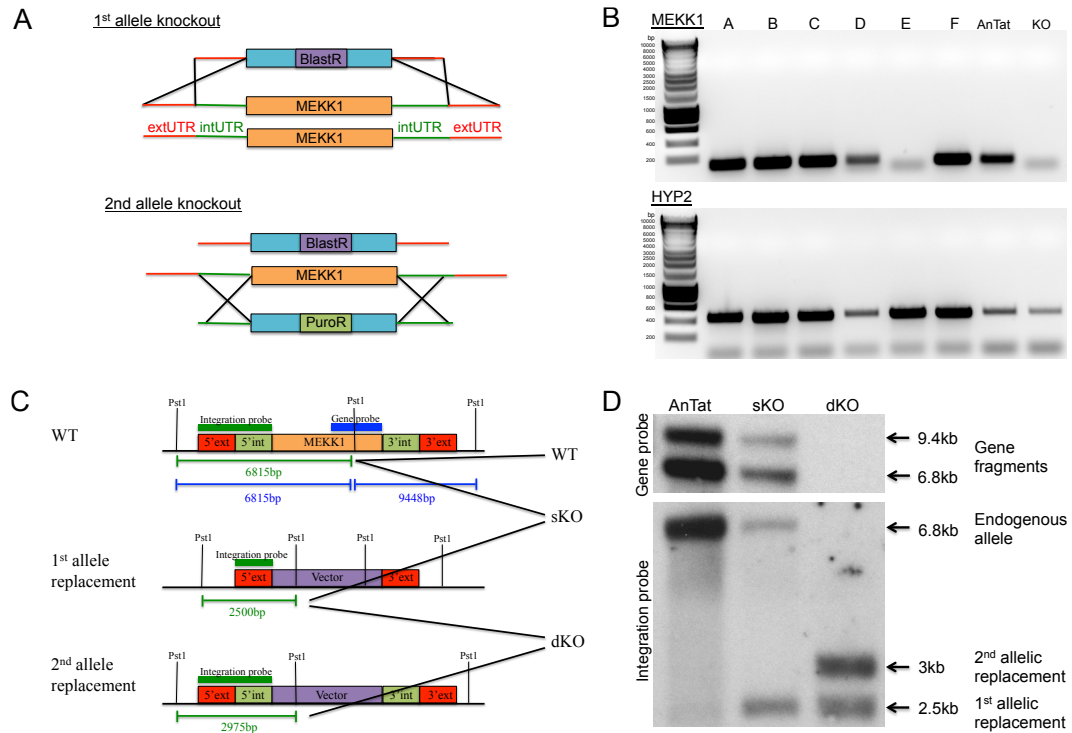 A
1st allele knockout
BlastR
MEKK1
extUTR intUTR intUTR extUTR
MEKK1
2nd allele knockout
BlastR
MEKK1
PuroR
B
MEKK1 A B C D E F AnTat KO
bp
10000
8000
6000
5000
4000
3000
2500
2000
1500
1000
800
600
400
200
HYP2
bp
10000
8000
6000
5000
4000
3000
2500
2000
1500
1000
800
600
400
200
C
Pst1 Pst1 Pst1
Integration probe Gene probe
WT 5'ext 5'int MEKK1 3'int 3'ext
6815bp
WT
6815bp 9448bp
sKO
Pst1 Pst1 Pst1 Pst1
1st allele
replacement
Integration probe
5'ext Vector 3'ext
2500bp
dKO
2nd allele
replacement
Pst1 Pst1 Pst1
Integration probe
5'ext 5'int Vector 3'int 3'ext
2975bp
D
AnTat sKO dKO
Gene probe
9.4kb
6.8kb
Gene
fragments
Integration probe
6.8kb
Endogenous
allele
3kb
2nd allelic
replacement
2.5kb
1st allelic
replacement